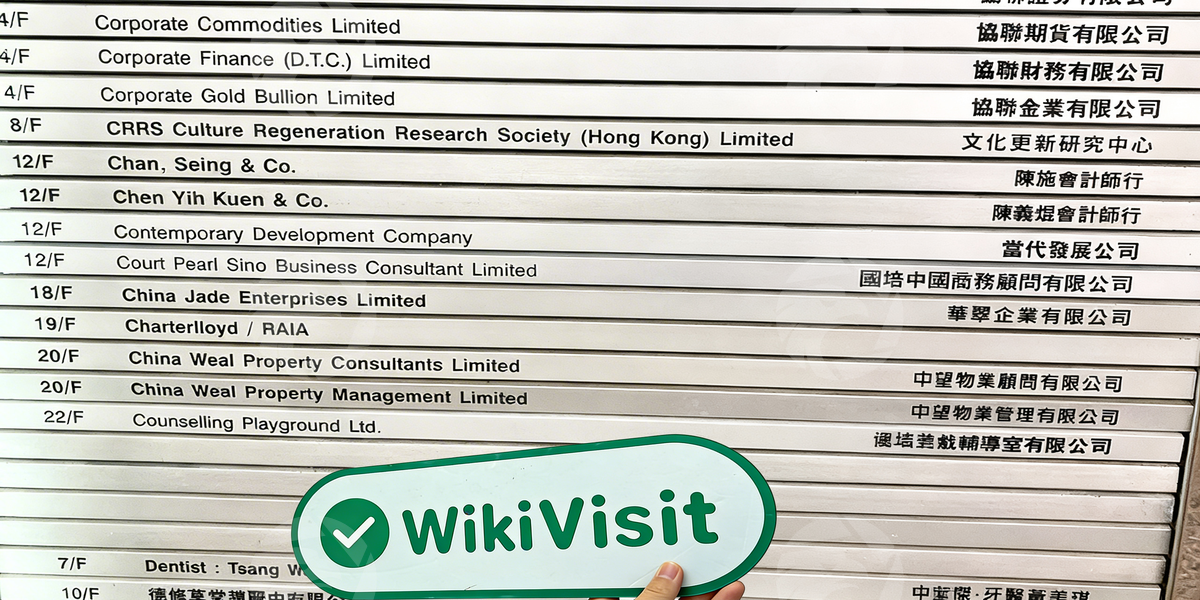 4/F Corporate Commodities Limited 協聯期貨有限公司
4/F Corporate Finance (D.T.C.) Limited 協聯財務有限公司
4/F Corporate Gold Bullion Limited 協聯金業有限公司
8/F CRRS Culture Regeneration Research Society (Hong Kong) Limited 文化更新研究中心
12/F Chan, Seing & Co. 陳施會計師行
12/F Chen Yih Kuen & Co. 陳義焜會計師行
12/F Contemporary Development Company 當代發展公司
12/F Court Pearl Sino Business Consultant Limited 國培中國商務顧問有限公司
18/F China Jade Enterprises Limited 華翠企業有限公司
19/F Charterlloyd / RAIA
20/F China Weal Property Consultants Limited 中望物業顧問有限公司
20/F China Weal Property Management Limited 中望物業管理有限公司
22/F Counselling Playground Ltd. 輔導室有限公司
WikiVisit
7/F Dentist : Tsang
10/F